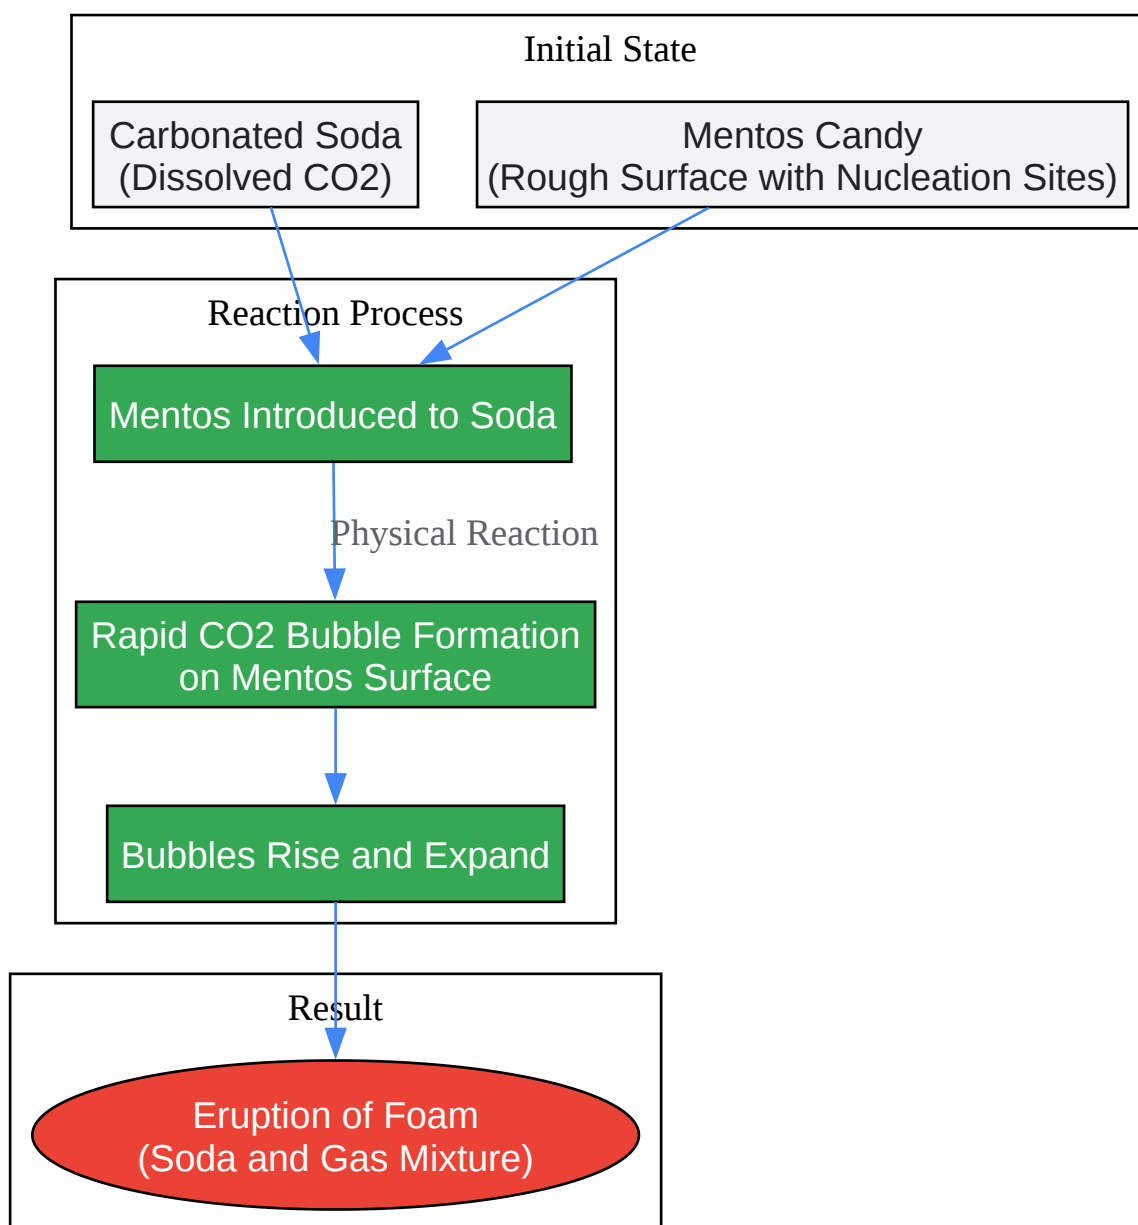 Initial State
Carbonated Soda
(Dissolved CO2)
Mentos Candy
(Rough Surface with Nucleation Sites)
Reaction Process
Mentos Introduced to Soda
Physical Reaction
Rapid CO2 Bubble Formation
on Mentos Surface
Bubbles Rise and Expand
Result
Eruption of Foam
(Soda and Gas Mixture)